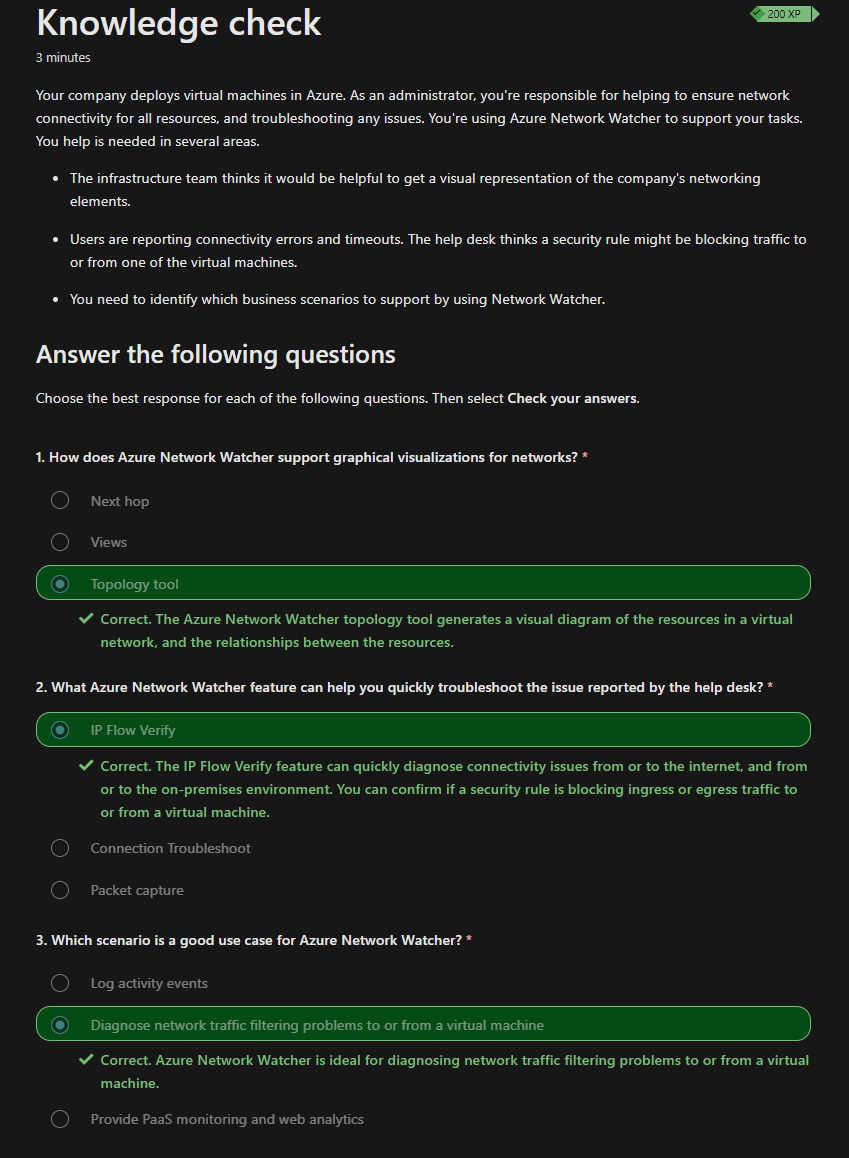 Knowledge check
200 XP
3 minutes
Your company deploys virtual machines in Azure. As an administrator, you're responsible for helping to ensure network
connectivity for all resources, and troubleshooting any issues. You're using Azure Network Watcher to support your tasks.
You help is needed in several areas.
• The infrastructure team thinks it would be helpful to get a visual representation of the company's networking
elements.
• Users are reporting connectivity errors and timeouts. The help desk thinks a security rule might be blocking traffic to
or from one of the virtual machines.
• You need to identify which business scenarios to support by using Network Watcher.
Answer the following questions
Choose the best response for each of the following questions. Then select Check your answers.
1. How does Azure Network Watcher support graphical visualizations for networks? *
Next hop
Views
Topology tool
Correct. The Azure Network Watcher topology tool generates a visual diagram of the resources in a virtual
network, and the relationships between the resources.
2. What Azure Network Watcher feature can help you quickly troubleshoot the issue reported by the help desk? *
IP Flow Verify
Correct. The IP Flow Verify feature can quickly diagnose connectivity issues from or to the internet, and from
or to the on-premises environment. You can confirm if a security rule is blocking ingress or egress traffic to
or from a virtual machine.
Connection Troubleshoot
Packet capture
3. Which scenario is a good use case for Azure Network Watcher? *
Log activity events
Diagnose network traffic filtering problems to or from a virtual machine
Correct. Azure Network Watcher is ideal for diagnosing network traffic filtering problems to or from a virtual
machine.
Provide PaaS monitoring and web analytics